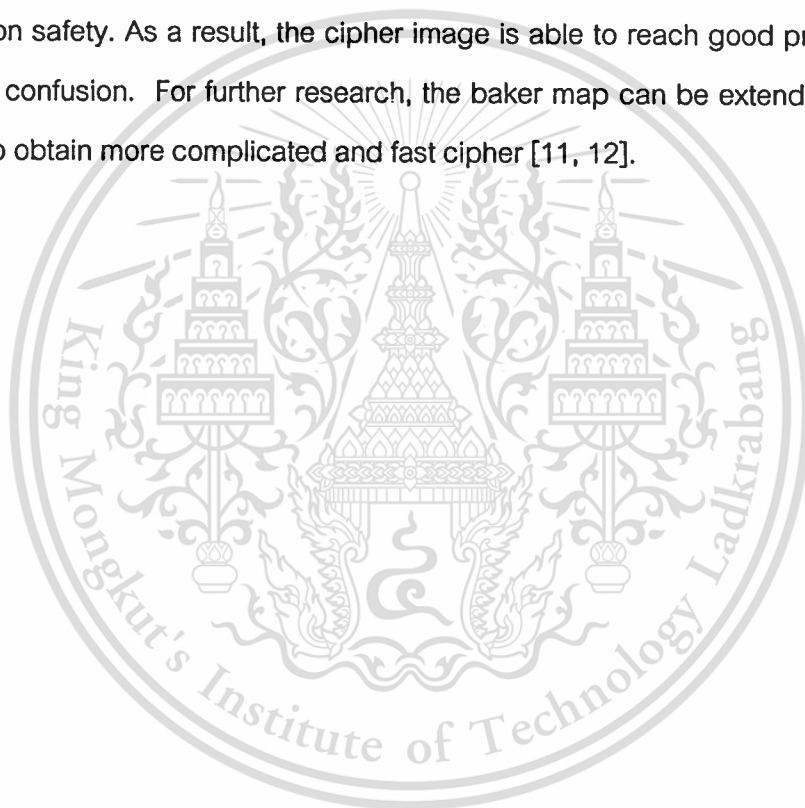 on safety. As a result, the cipher image is able to reach good pr
confusion. For further research, the baker map can be extend
o obtain more complicated and fast cipher [11, 12].
King Mongkut's Institute of Technology Ladkrabang